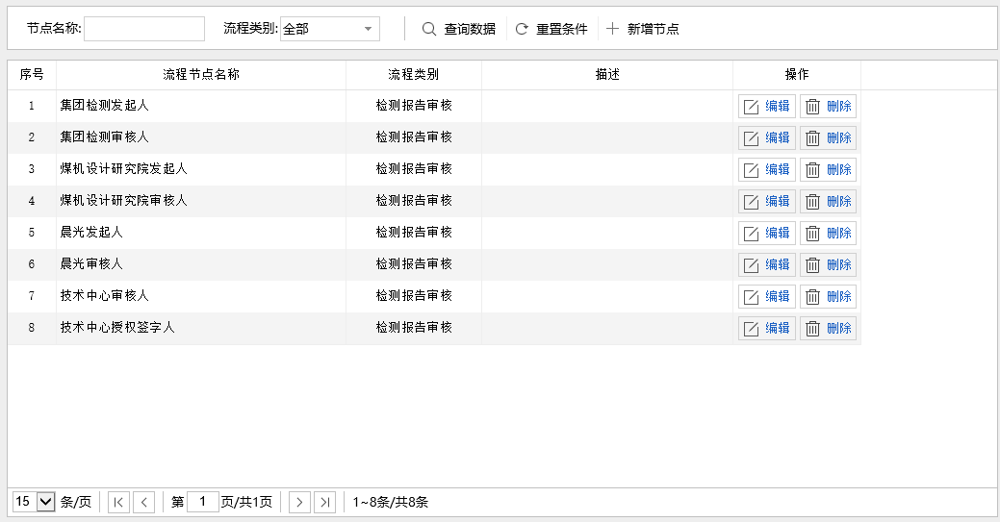 节点名称: 流程类别: 全部 查询数据 重置条件 新增节点
序号 流程节点名称 流程类别 描述 操作
1 集团检测发起人 检测报告审核 编辑 删除
2 集团检测审核人 检测报告审核 编辑 删除
3 煤机设计研究院发起人 检测报告审核 编辑 删除
4 煤机设计研究院审核人 检测报告审核 编辑 删除
5 晨光发起人 检测报告审核 编辑 删除
6 晨光审核人 检测报告审核 编辑 删除
7 技术中心审核人 检测报告审核 编辑 删除
8 技术中心授权签字人 检测报告审核 编辑 删除
15 条/页 第 1 页/共1页 1~8条/共8条